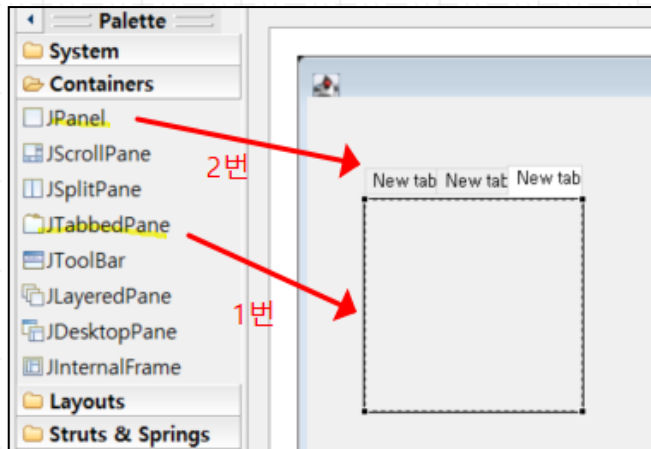 Palette
System
Containers
JPanel
JScrollPane
JSplitPane
JTabbedPane
JToolBar
JLayeredPane
JDesktopPane
JInternalFrame
Layouts
Struts & Springs
2번
1번
New tab New tab New tab